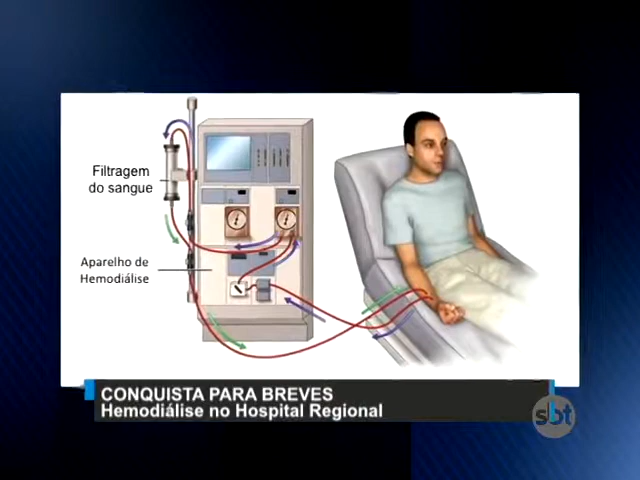 Filtragem
do sangue
Aparelho de
Hemodiálise
CONQUISTA PARA BREVES
Hemodiálise no Hospital Regional
sbt